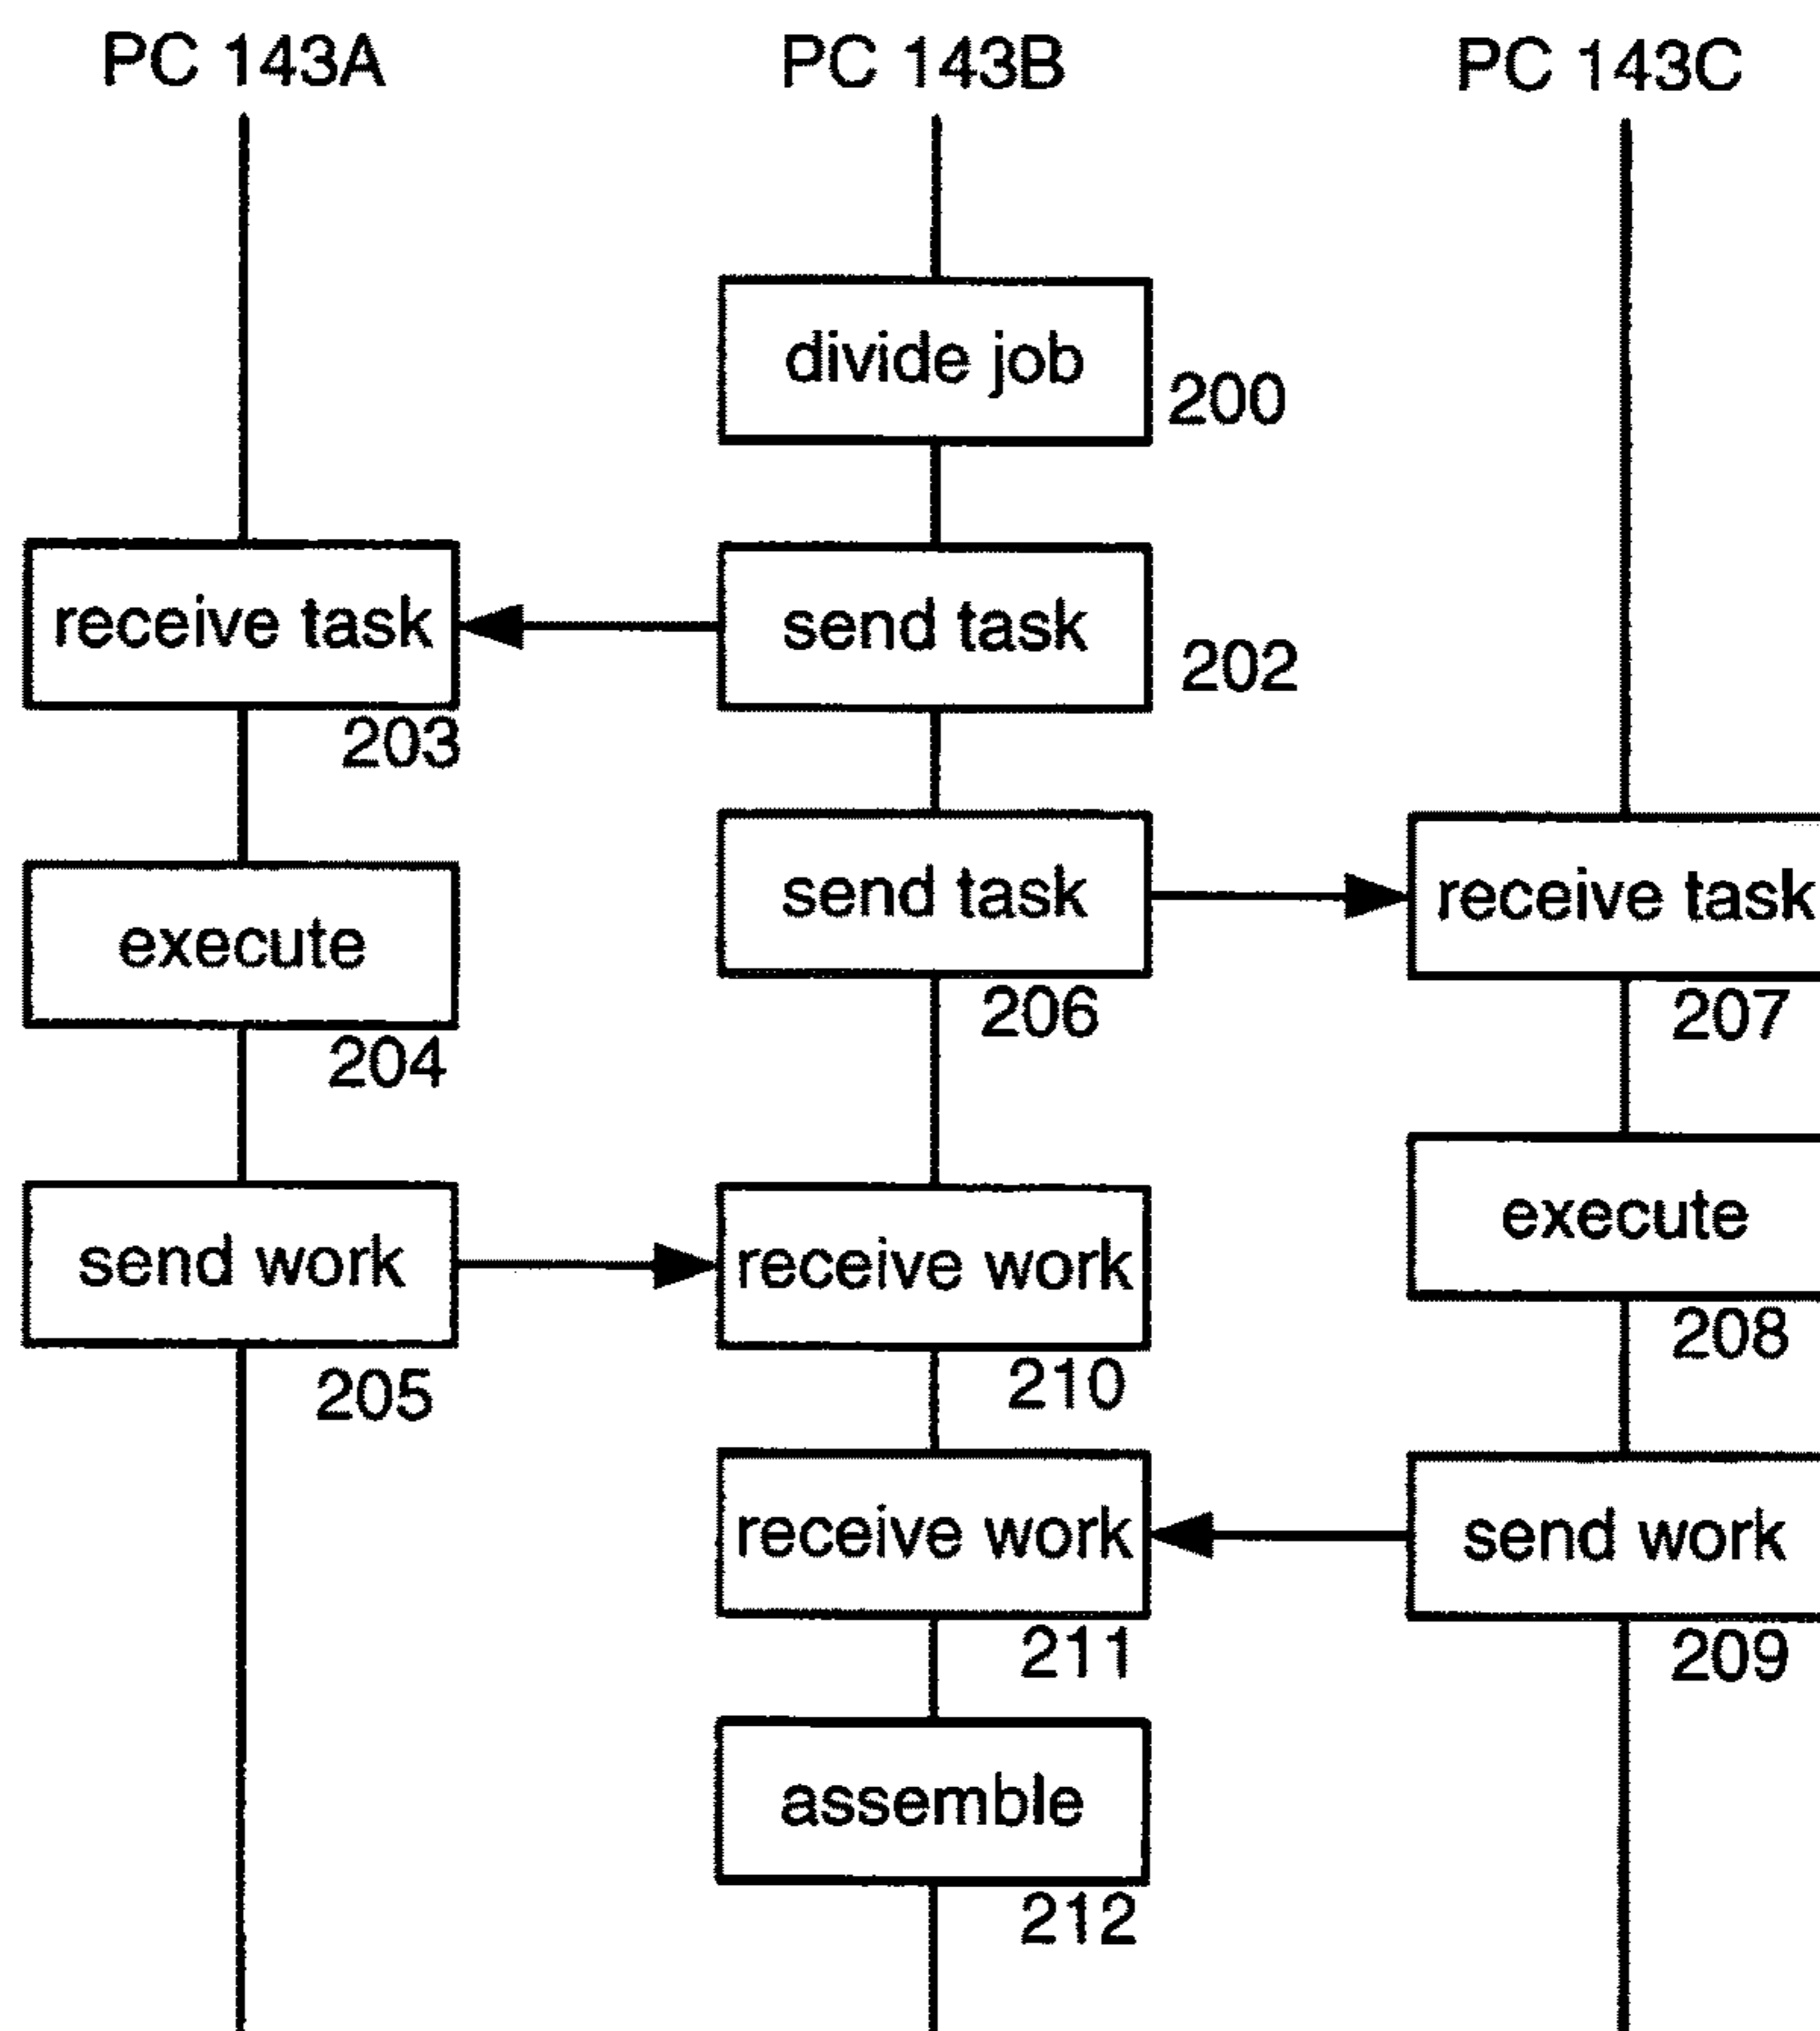 PC 143A
PC 143B
PC 143C
divide job
200
receive task
send task
202
203
send task
receive task
execute
206
207
204
execute
send work
receive work
208
205
210
receive work
send work
211
209
assemble
212